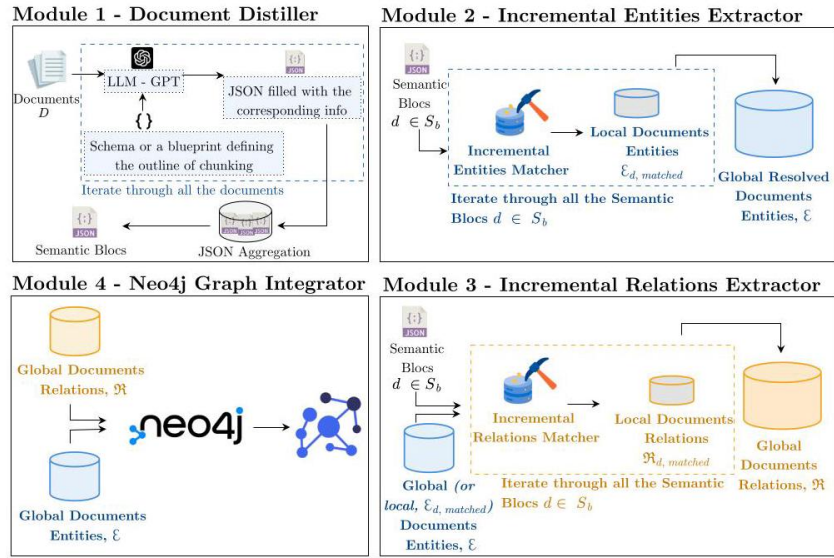 Module 1 - Document Distiller
Documents
D
LLM - GPT
{ }
Schema or a blueprint defining
the outline of chunking
{:}
JSON
JSON filled with the
corresponding info
Iterate through all the documents
{:}
JSON
Semantic Blocs
{:} {:} {:}
JSON JSON JSON
JSON Aggregation
Module 2 - Incremental Entities Extractor
{:}
JSON
Semantic
Blocs
d ∈ S_b
Incremental
Entities Matcher
Local Documents
Entities
ℰ_d, matched
Iterate through all the Semantic
Blocs d ∈ S_b
Global Resolved
Documents
Entities, ℰ
Module 4 - Neo4j Graph Integrator
Global Documents
Relations, ℜ
neo4j
Global Documents
Entities, ℰ
Module 3 - Incremental Relations Extractor
{:}
JSON
Semantic
Blocs
d ∈ S_b
Global (or
local, ℰ_d, matched)
Documents
Entities, ℰ
Incremental
Relations Matcher
Local Documents
Relations
ℜ_d, matched
Iterate through all the Semantic
Blocs d ∈ S_b
Global
Documents
Relations, ℜ